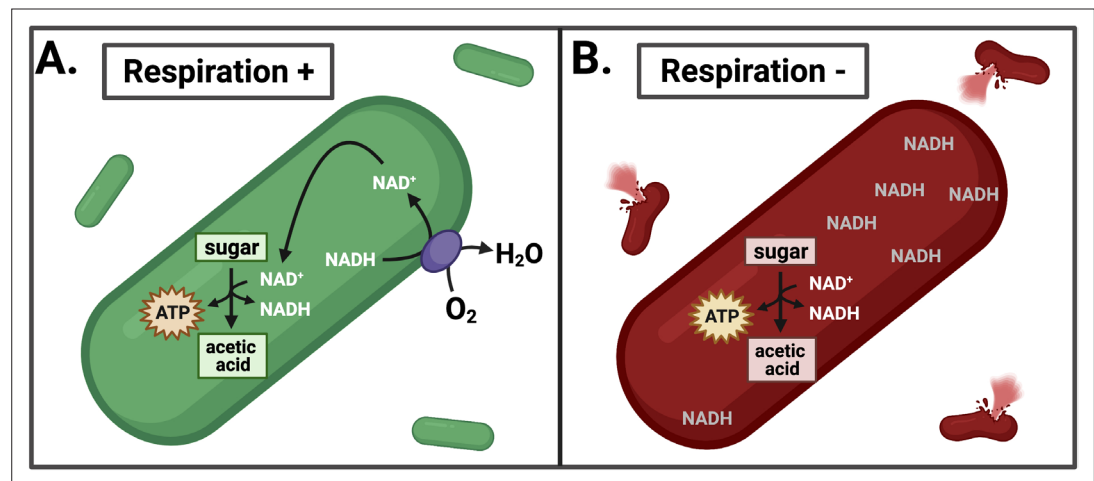 A.
Respiration +
NAD⁺
sugar
NADH
H₂O
NAD⁺
ATP
NADH
O₂
acetic
acid
B.
Respiration -
NADH
NADH
NADH
NADH
sugar
NADH
NAD⁺
ATP
NADH
acetic
acid
NADH